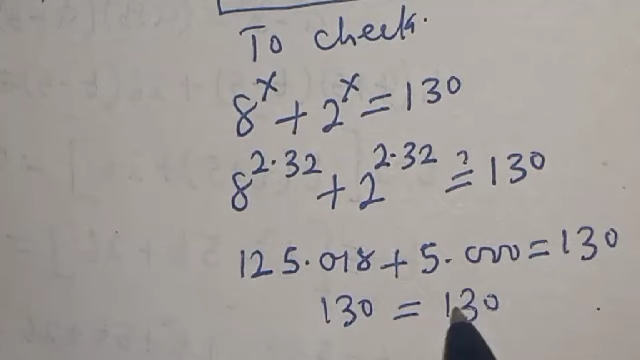 To check.
8^x + 2^x = 130
8^2.32 + 2^2.32 ≟ 130
125.018 + 5.000 = 130
130 = 130